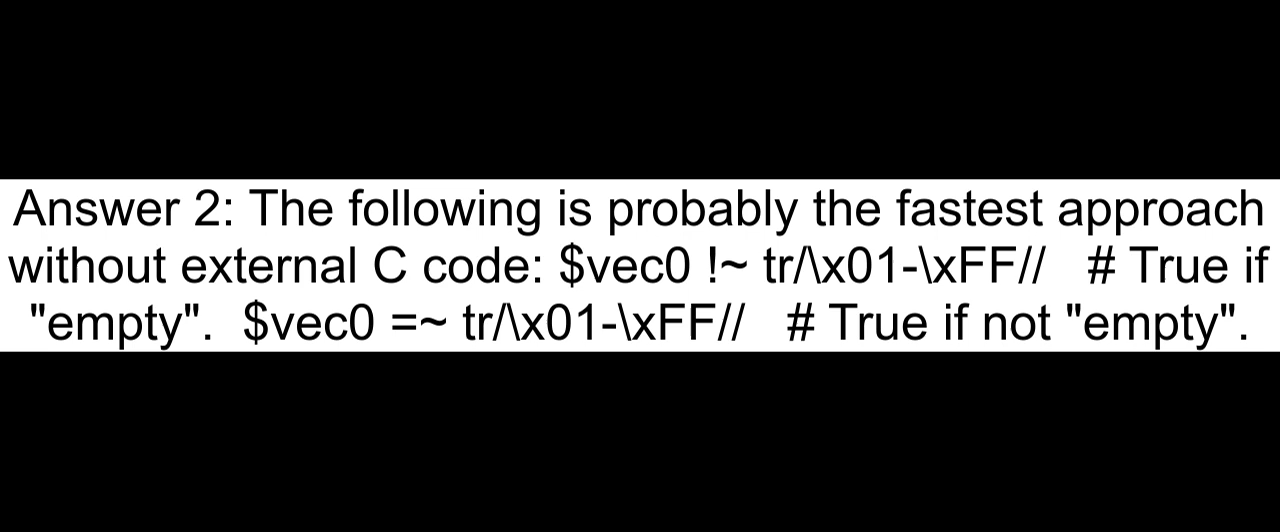 Answer 2: The following is probably the fastest approach
without external C code: $vec0 !~ tr/\x01-\xFF//   # True if
"empty".  $vec0 =~ tr/\x01-\xFF//   # True if not "empty".